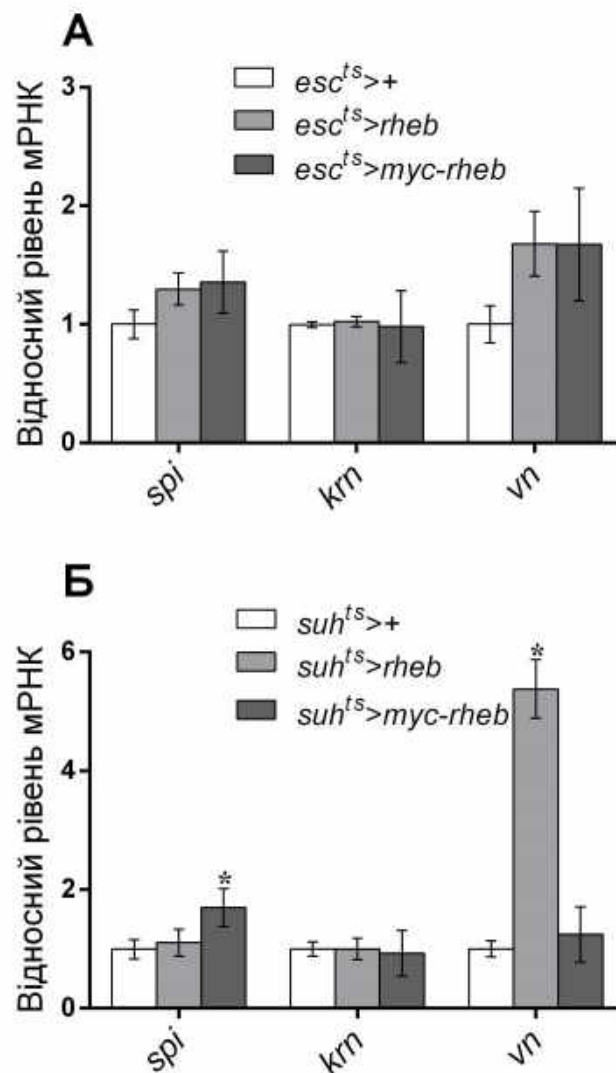 А
esc^ts>+
esc^ts>rheb
esc^ts>myc-rheb
Відносний рівень мРНК
3
2
1
0
spi
krn
vn
Б
suh^ts>+
suh^ts>rheb
suh^ts>myc-rheb
Відносний рівень мРНК
6
4
2
0
*
*
spi
krn
vn